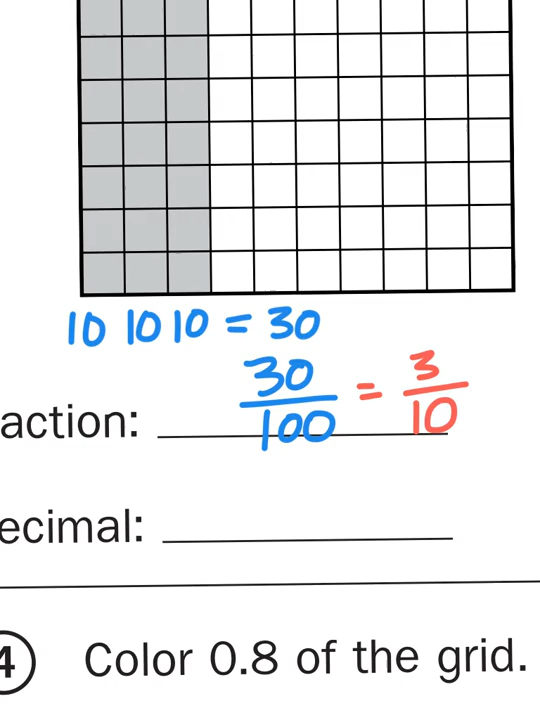 10 10 10 = 30
30/100 = 3/10
action:
ecimal:
4 Color 0.8 of the grid.